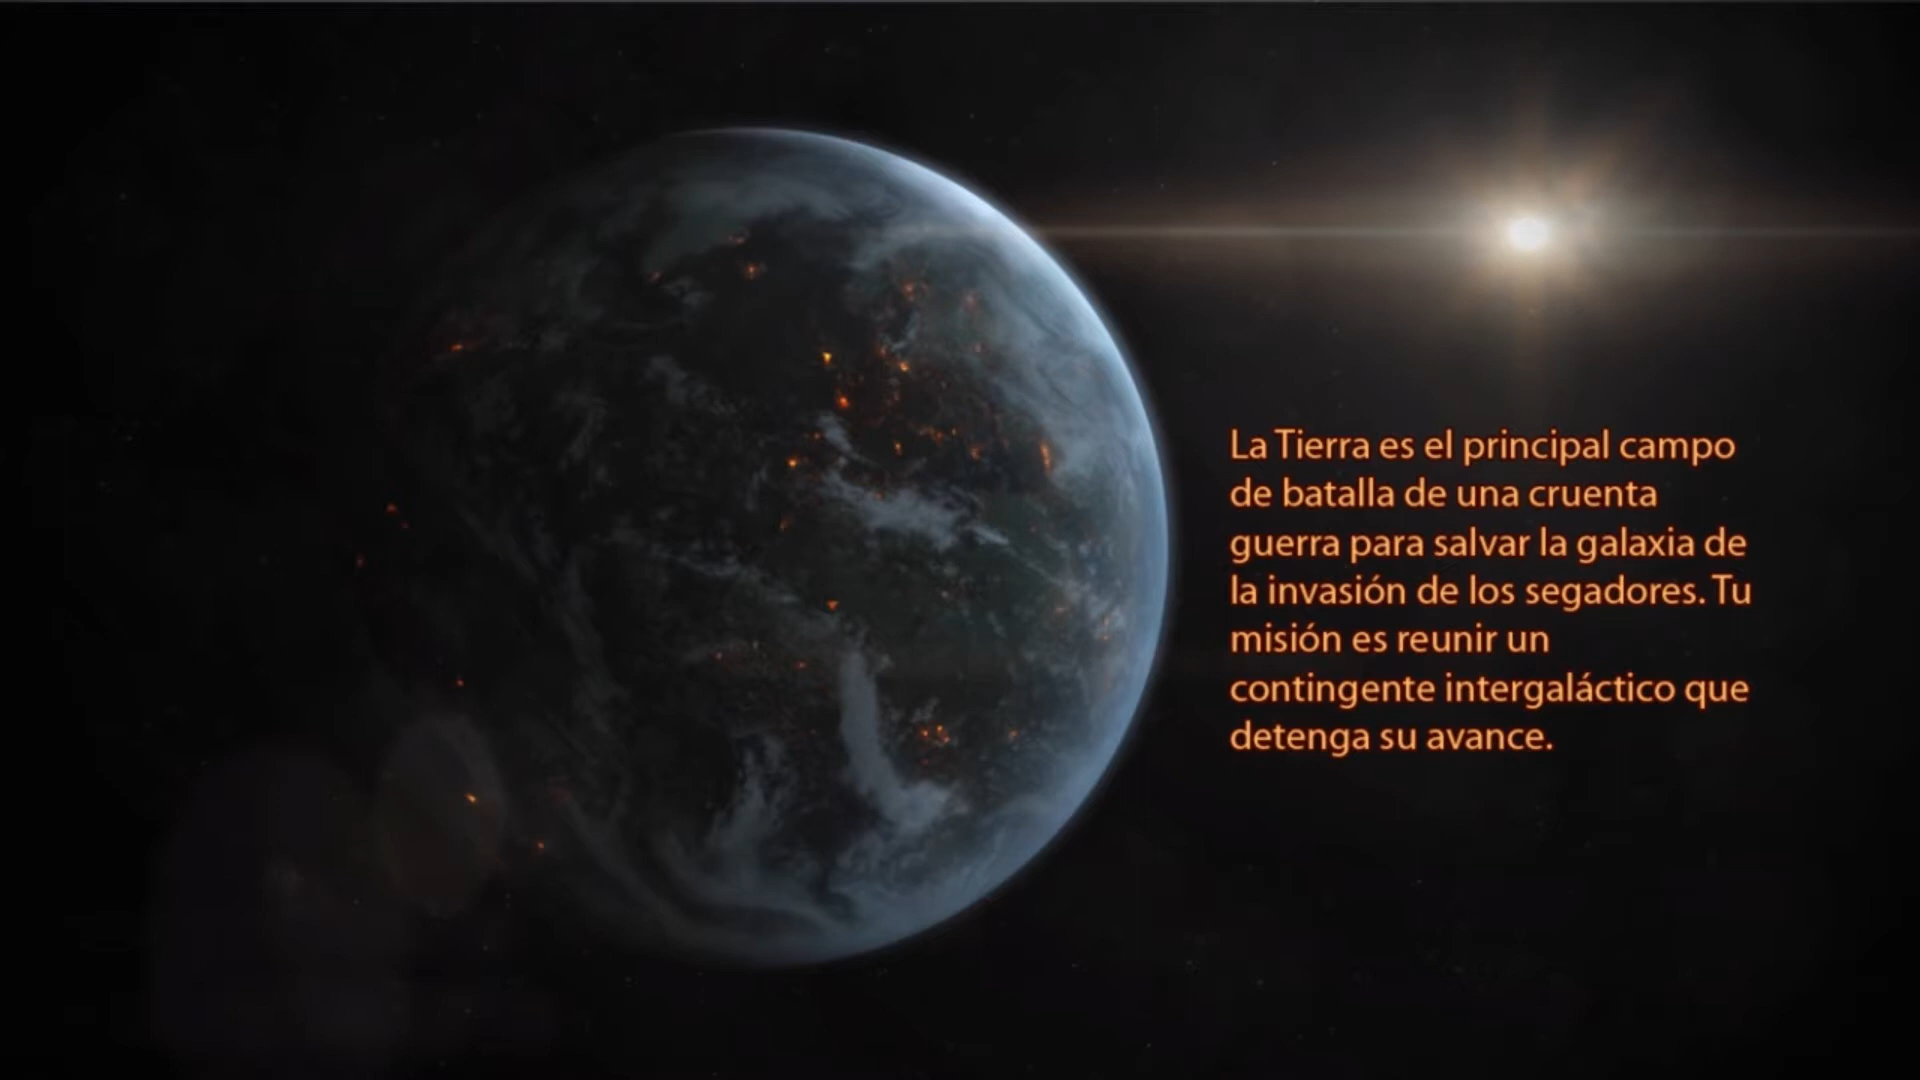 La Tierra es el principal campo
de batalla de una cruenta
guerra para salvar la galaxia de
la invasión de los segadores. Tu
misión es reunir un
contingente intergaláctico que
detenga su avance.